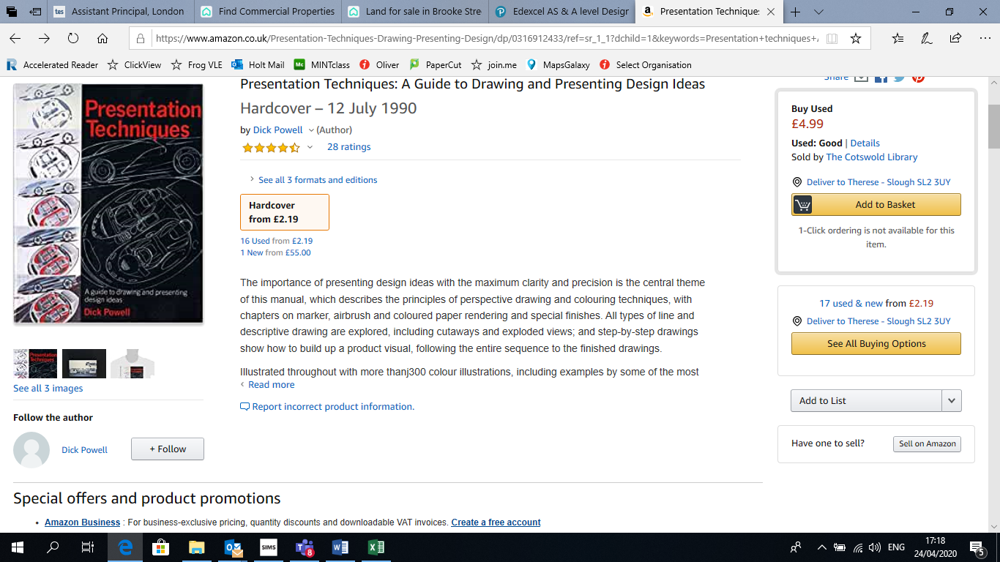 tes Assistant Principal, London
Find Commercial Properties
Land for sale in Brooke Stre
Edexcel AS & A level Design
Presentation Techniques
https://www.amazon.co.uk/Presentation-Techniques-Drawing-Presenting-Design/dp/0316912433/ref=sr_1_1?dchild=1&keywords=Presentation+techniques+
Accelerated Reader
ClickView
Frog VLE
Holt Mail
Mc MINTclass
Oliver
PaperCut
join.me
MapsGalaxy
Select Organisation
Share
Presentation Techniques: A Guide to Drawing and Presenting Design Ideas
Hardcover – 12 July 1990
by Dick Powell (Author)
28 ratings
See all 3 formats and editions
Hardcover
from £2.19
16 Used from £2.19
1 New from £55.00
The importance of presenting design ideas with the maximum clarity and precision is the central theme
of this manual, which describes the principles of perspective drawing and colouring techniques, with
chapters on marker, airbrush and coloured paper rendering and special finishes. All types of line and
descriptive drawing are explored, including cutaways and exploded views; and step-by-step drawings
show how to build up a product visual, following the entire sequence to the finished drawings.
Illustrated throughout with more thanj300 colour illustrations, including examples by some of the most
Read more
Report incorrect product information.
Presentation
Techniques
A guide to drawing and presenting
design ideas
Dick Powell
See all 3 images
Follow the author
Dick Powell
+ Follow
Buy Used
£4.99
Used: Good | Details
Sold by The Cotswold Library
Deliver to Therese - Slough SL2 3UY
Add to Basket
1-Click ordering is not available for this
item.
17 used & new from £2.19
Deliver to Therese - Slough SL2 3UY
See All Buying Options
Add to List
Have one to sell?
Sell on Amazon
Special offers and product promotions
• Amazon Business : For business-exclusive pricing, quantity discounts and downloadable VAT invoices. Create a free account
SIMS
8
ENG
17:18
24/04/2020
5